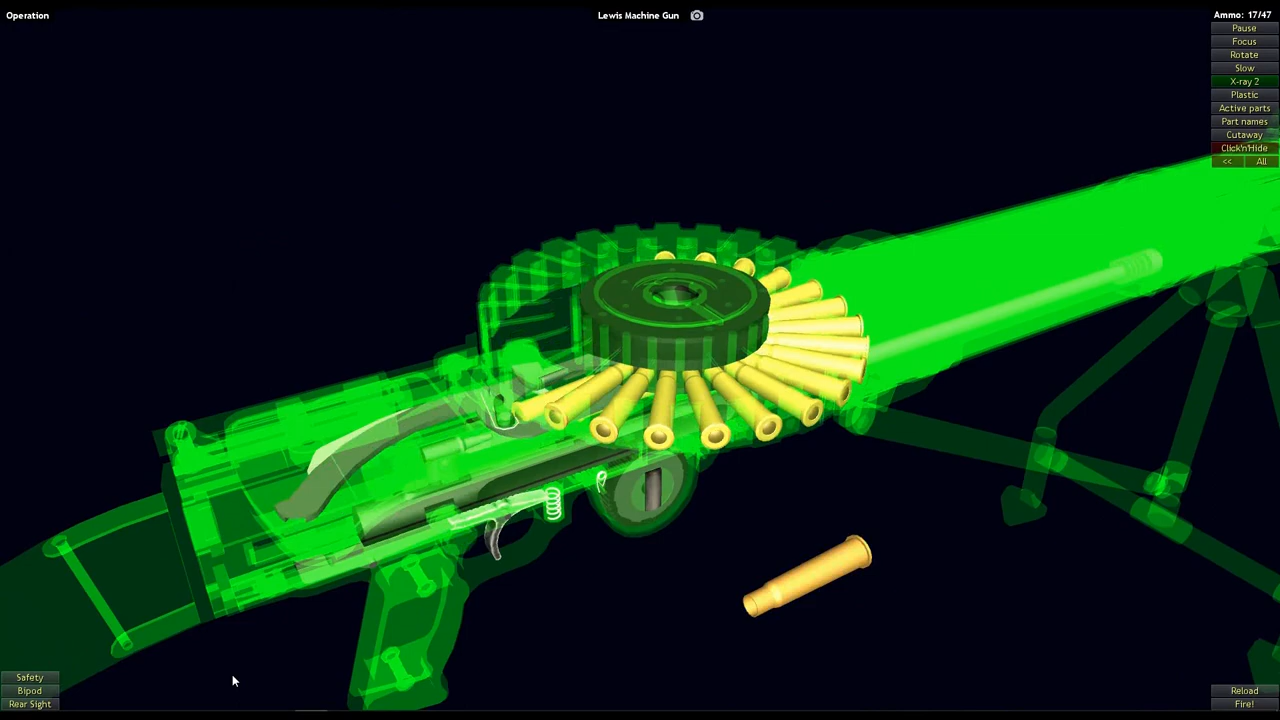 Operation
Lewis Machine Gun
Ammo: 17/47
Pause
Focus
Rotate
Slow
X-ray 2
Plastic
Active parts
Part names
Cutaway
Click'n'Hide
<< All
Safety
Bipod
Rear Sight
Reload
Fire!